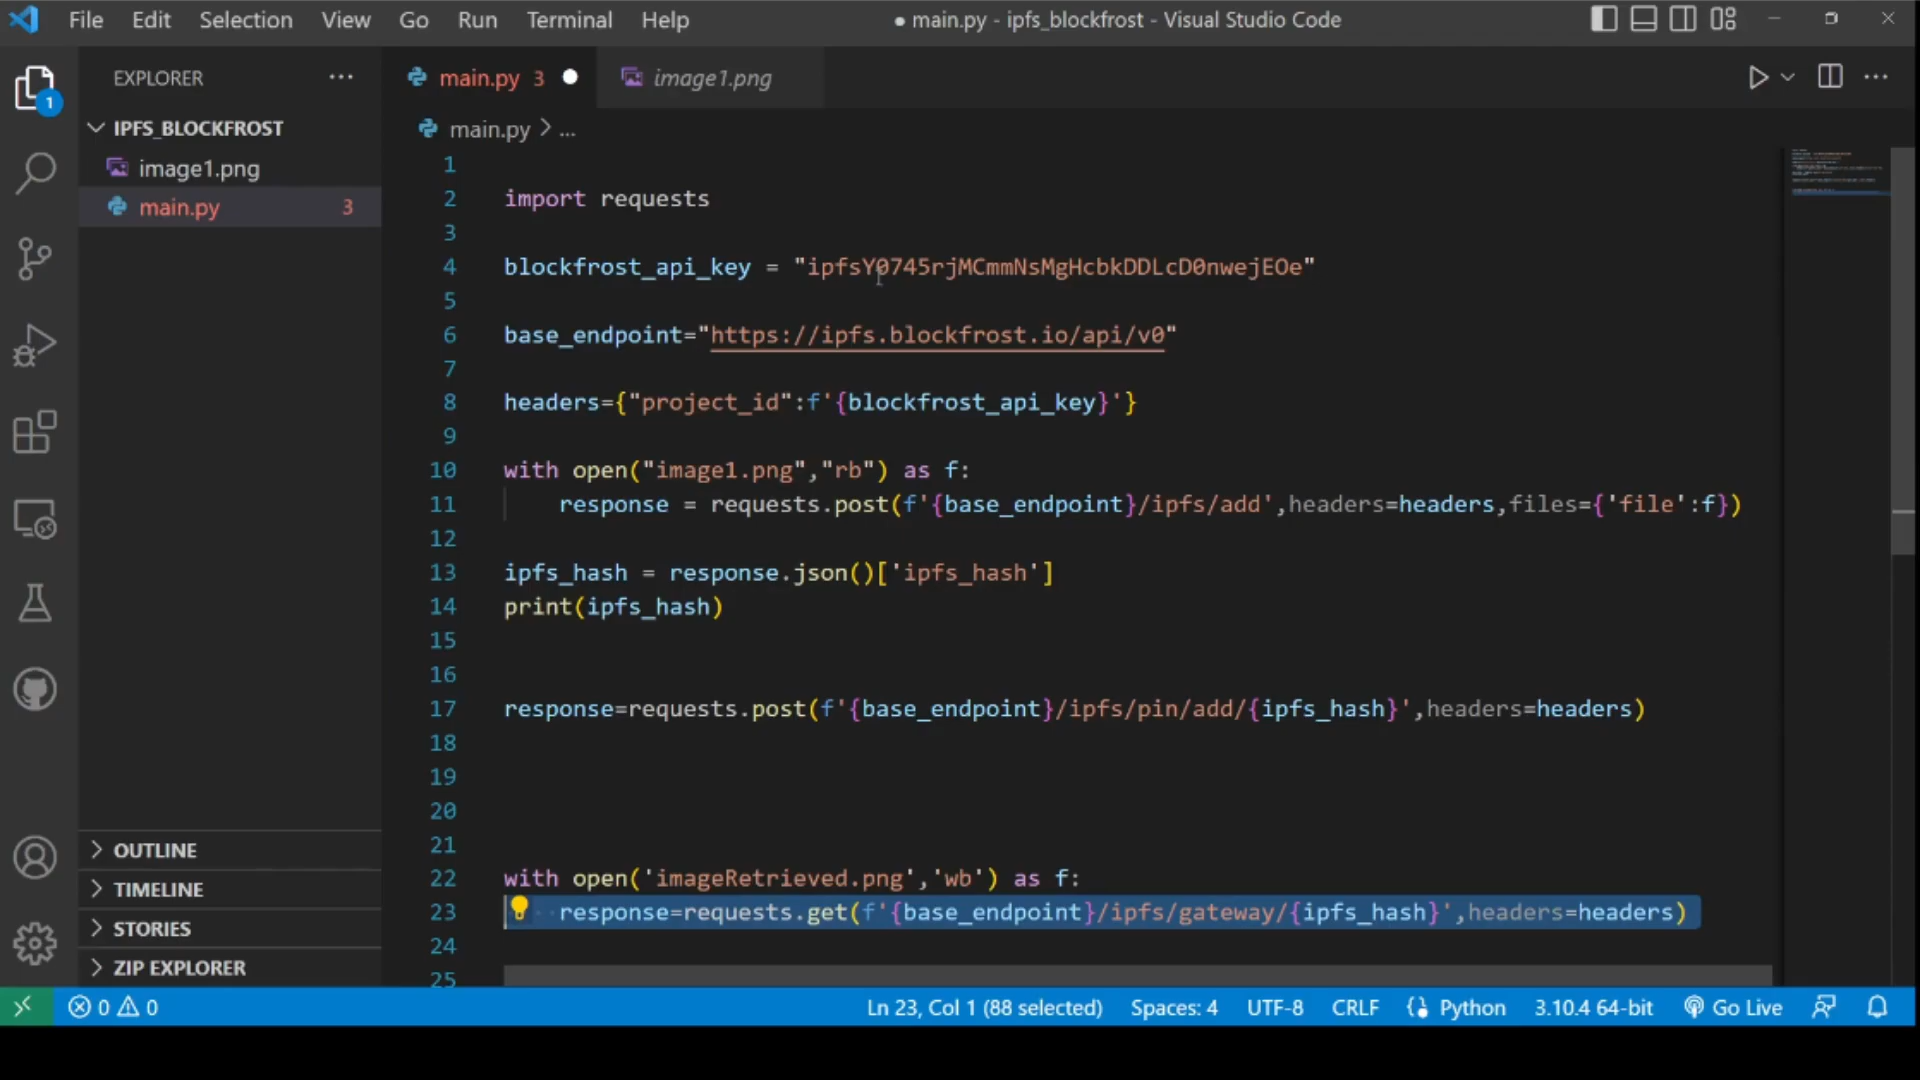 File Edit Selection View Go Run Terminal Help
● main.py - ipfs_blockfrost - Visual Studio Code
EXPLORER
main.py 3
image1.png
1
IPFS_BLOCKFROST
image1.png
main.py 3
OUTLINE
TIMELINE
STORIES
ZIP EXPLORER
main.py > ...
1
2 import requests
3
4 blockfrost_api_key = "ipfsY0745rjMCmmNsMgHcbkDDLcD0nwejEOe"
5
6 base_endpoint="https://ipfs.blockfrost.io/api/v0"
7
8 headers={"project_id":f'{blockfrost_api_key}'}
9
10 with open("image1.png","rb") as f:
11 response = requests.post(f'{base_endpoint}/ipfs/add',headers=headers,files={'file':f})
12
13 ipfs_hash = response.json()['ipfs_hash']
14 print(ipfs_hash)
15
16
17 response=requests.post(f'{base_endpoint}/ipfs/pin/add/{ipfs_hash}',headers=headers)
18
19
20
21
22 with open('imageRetrieved.png','wb') as f:
23 response=requests.get(f'{base_endpoint}/ipfs/gateway/{ipfs_hash}',headers=headers)
24
25
0 0 Ln 23, Col 1 (88 selected) Spaces: 4 UTF-8 CRLF Python 3.10.4 64-bit Go Live